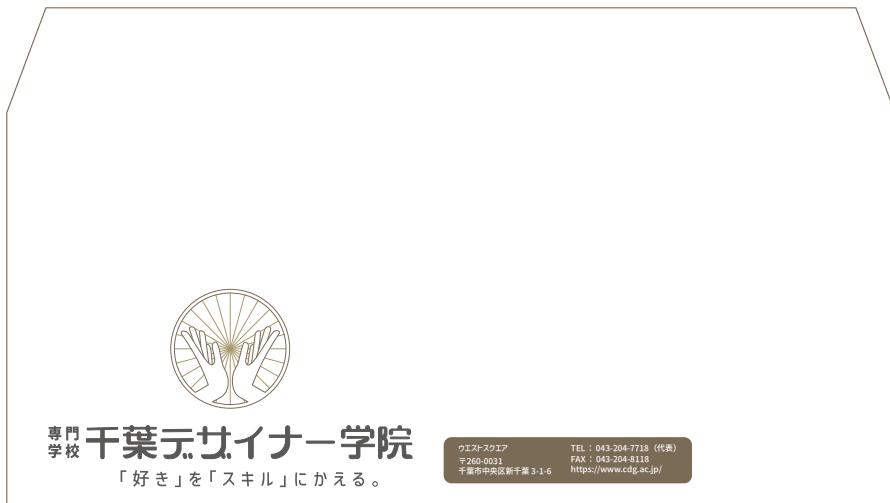 専門
学校
千葉デザイナー学院
「好き」を「スキル」にかえる。
ウエストスクエア
〒260-0031
千葉市中央区新千葉 3-1-6
TEL：043-204-7718（代表）
FAX：043-204-8118
https://www.cdg.ac.jp/